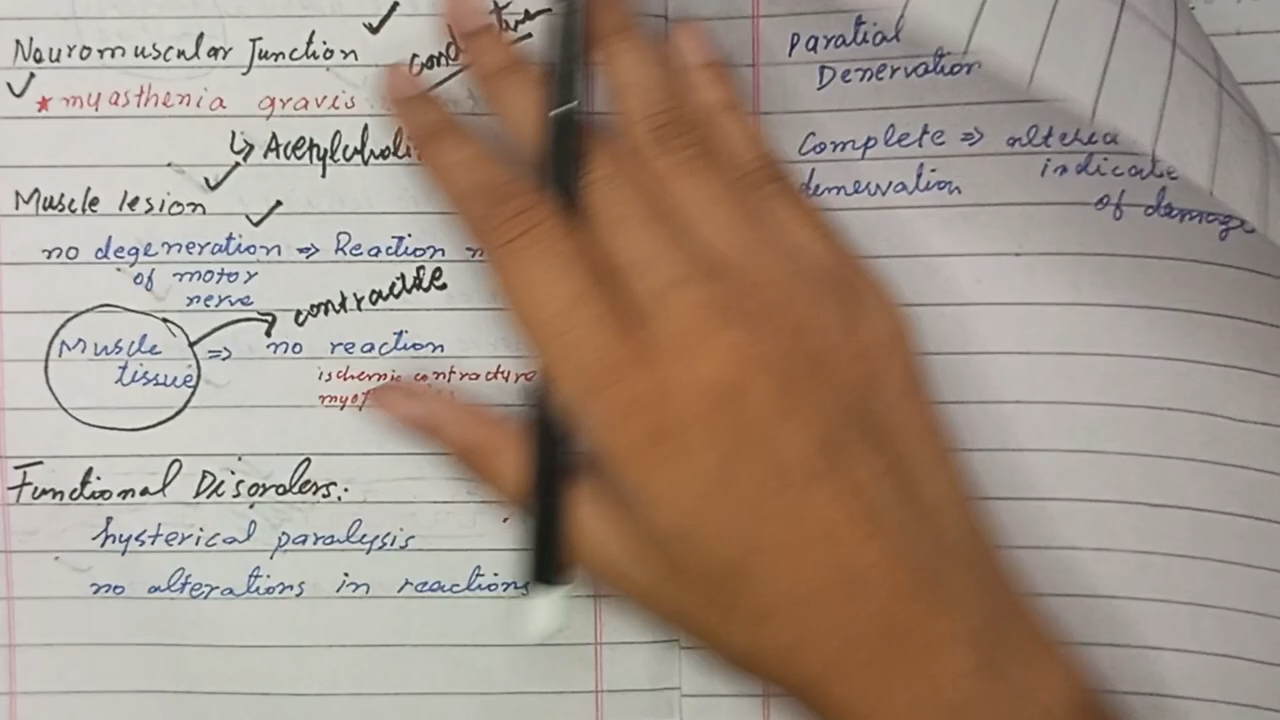 Neuromuscular Junction
* myasthenia gravis
↳ Acetylcholi
Muscle lesion
no degeneration ⇒ Reaction
of motor
nerve
contractile
Muscle ⇒ no reaction
tissue
ischemic contracture
Functional Disorders:
hysterical paralysis
no alterations in reactions
Paratial
Denervation
Complete ⇒
denervation
indicate
of damage